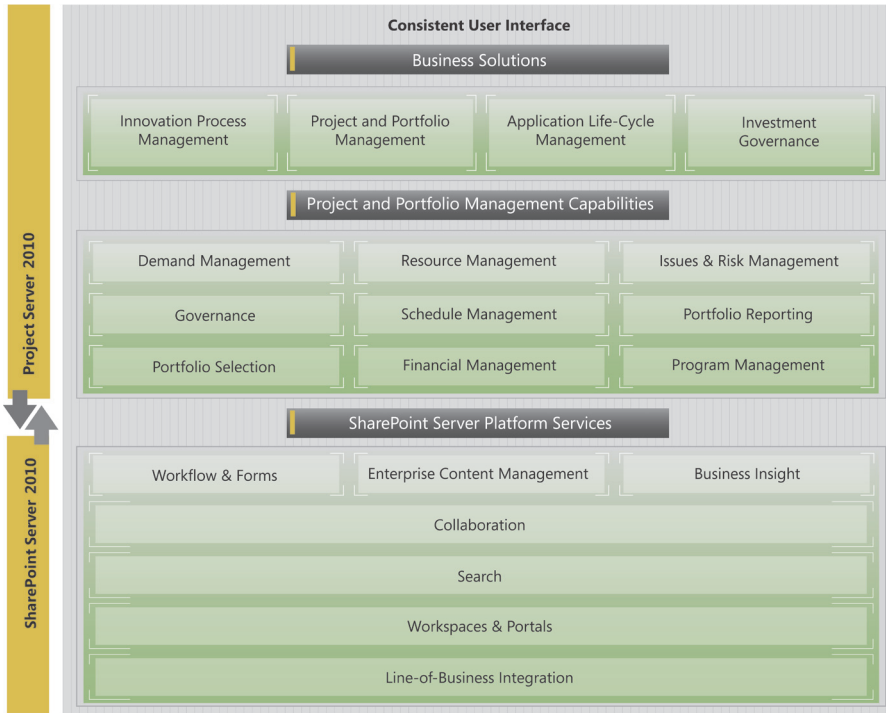 Consistent User Interface
Business Solutions
Innovation Process
Management
Project and Portfolio
Management
Application Life-Cycle
Management
Investment
Governance
Project and Portfolio Management Capabilities
Demand Management
Resource Management
Issues & Risk Management
Governance
Schedule Management
Portfolio Reporting
Portfolio Selection
Financial Management
Program Management
Project Server 2010
SharePoint Server Platform Services
Workflow & Forms
Enterprise Content Management
Business Insight
Collaboration
Search
Workspaces & Portals
Line-of-Business Integration
SharePoint Server 2010